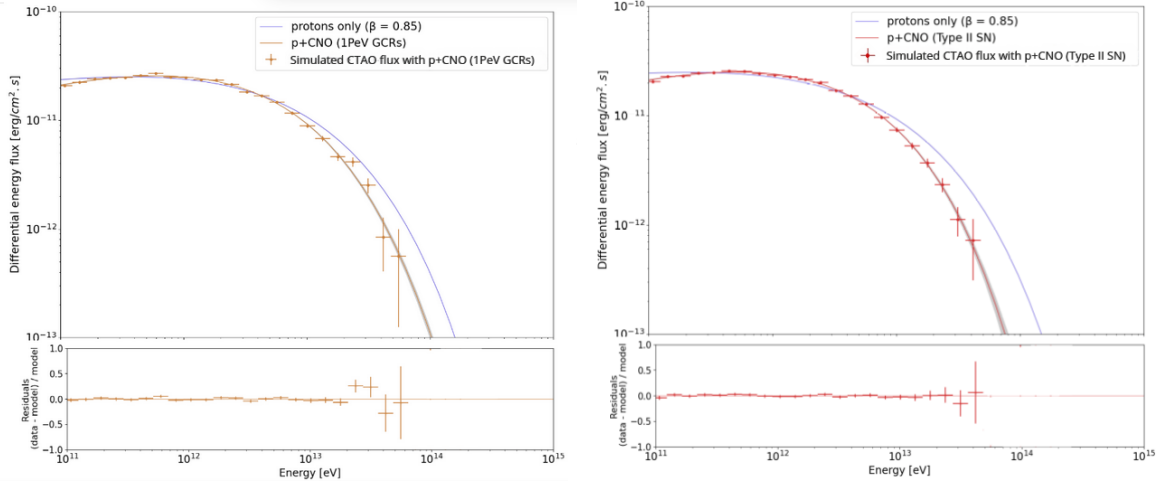 10⁻¹⁰
protons only (β = 0.85)
p+CNO (1PeV GCRs)
Simulated CTAO flux with p+CNO (1PeV GCRs)
Differential energy flux [erg/cm². s]
10⁻¹¹
10⁻¹²
10⁻¹³
Residuals
(data - model) / model
1.0
0.5
0.0
−0.5
−1.0
10¹¹
10¹²
10¹³
10¹⁴
10¹⁵
Energy [eV]
10⁻¹⁰
protons only (β = 0.85)
p+CNO (Type II SN)
Simulated CTAO flux with p+CNO (Type II SN)
Differential energy flux [erg/cm². s]
10 11
10⁻¹²
10⁻¹³
Residuals
(data - model) / model
1.0
0.5
0.0
−0.5
−1.0
10¹¹
10¹²
10¹³
10¹⁴
10¹⁵
Energy [eV]